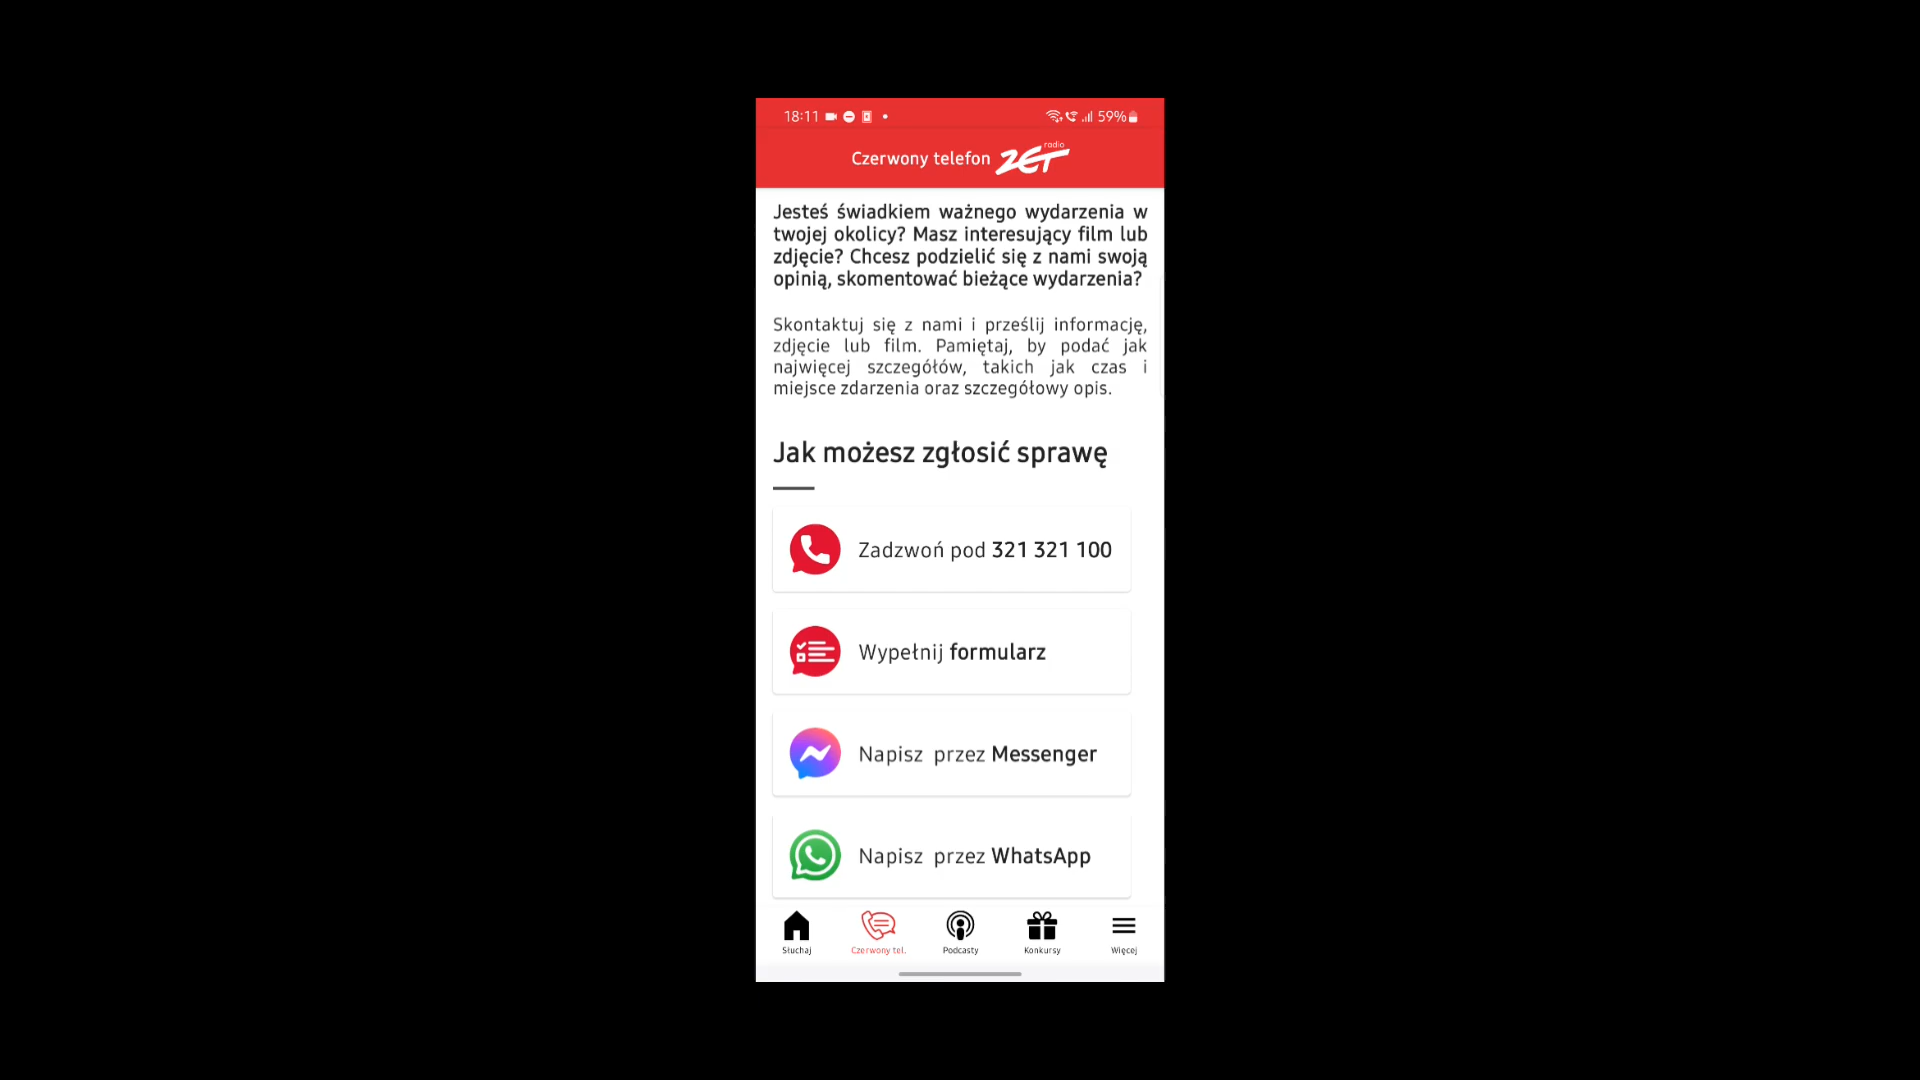 18:11
59%
Czerwony telefon radio ZET
Jesteś świadkiem ważnego wydarzenia w
twojej okolicy? Masz interesujący film lub
zdjęcie? Chcesz podzielić się z nami swoją
opinią, skomentować bieżące wydarzenia?
Skontaktuj się z nami i prześlij informację,
zdjęcie lub film. Pamiętaj, by podać jak
najwięcej szczegółów, takich jak czas i
miejsce zdarzenia oraz szczegółowy opis.
Jak możesz zgłosić sprawę
Zadzwoń pod 321 321 100
Wypełnij formularz
Napisz przez Messenger
Napisz przez WhatsApp
Słuchaj
Czerwony tel.
Podcasty
Konkursy
Więcej